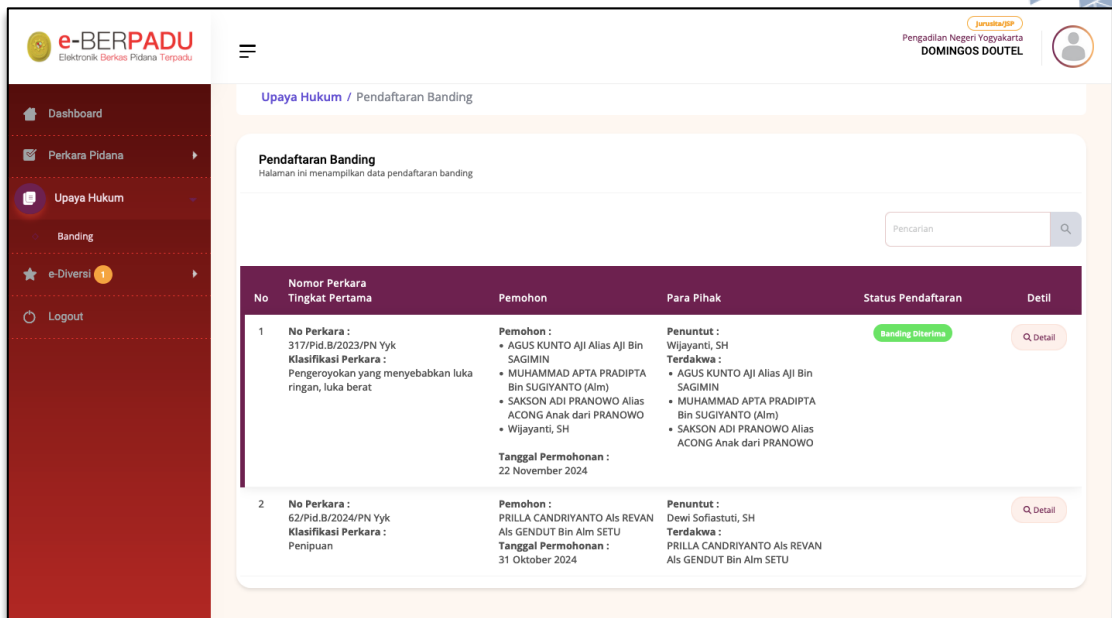 e-BERPADU
Elektronik Berkas Pidana Terpadu
Jurusita/JSP
Pengadilan Negeri Yogyakarta
DOMINGOS DOUTEL
Dashboard
Perkara Pidana
Upaya Hukum
Banding
e-Diversi 1
Logout
Upaya Hukum / Pendaftaran Banding
Pendaftaran Banding
Halaman ini menampilkan data pendaftaran banding
Pencarian
No
Nomor Perkara
Tingkat Pertama
Pemohon
Para Pihak
Status Pendaftaran
Detil
1
No Perkara :
317/Pid.B/2023/PN Yyk
Klasifikasi Perkara :
Pengeroyokan yang menyebabkan luka
ringan, luka berat
Pemohon :
• AGUS KUNTO AJI Alias AJI Bin
SAGIMIN
• MUHAMMAD APTA PRADIPTA
Bin SUGIYANTO (Alm)
• SAKSON ADI PRANOWO Alias
ACONG Anak dari PRANOWO
• Wijayanti, SH
Tanggal Permohonan :
22 November 2024
Penuntut :
Wijayanti, SH
Terdakwa :
• AGUS KUNTO AJI Alias AJI Bin
SAGIMIN
• MUHAMMAD APTA PRADIPTA
Bin SUGIYANTO (Alm)
• SAKSON ADI PRANOWO Alias
ACONG Anak dari PRANOWO
Banding Diterima
Detail
2
No Perkara :
62/Pid.B/2024/PN Yyk
Klasifikasi Perkara :
Penipuan
Pemohon :
PRILLA CANDRIYANTO Als REVAN
Als GENDUT Bin Alm SETU
Tanggal Permohonan :
31 Oktober 2024
Penuntut :
Dewi Sofiastuti, SH
Terdakwa :
PRILLA CANDRIYANTO Als REVAN
Als GENDUT Bin Alm SETU
Detail